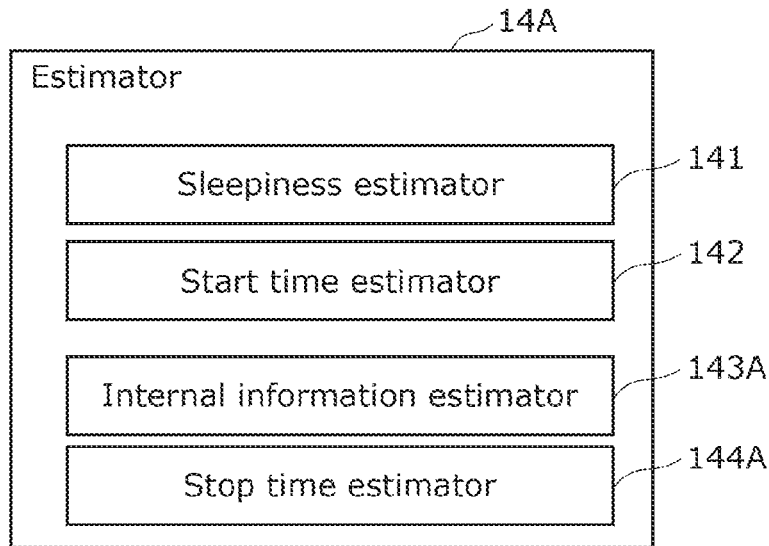 14A
Estimator
Sleepiness estimator
141
Start time estimator
142
Internal information estimator
143A
Stop time estimator
144A